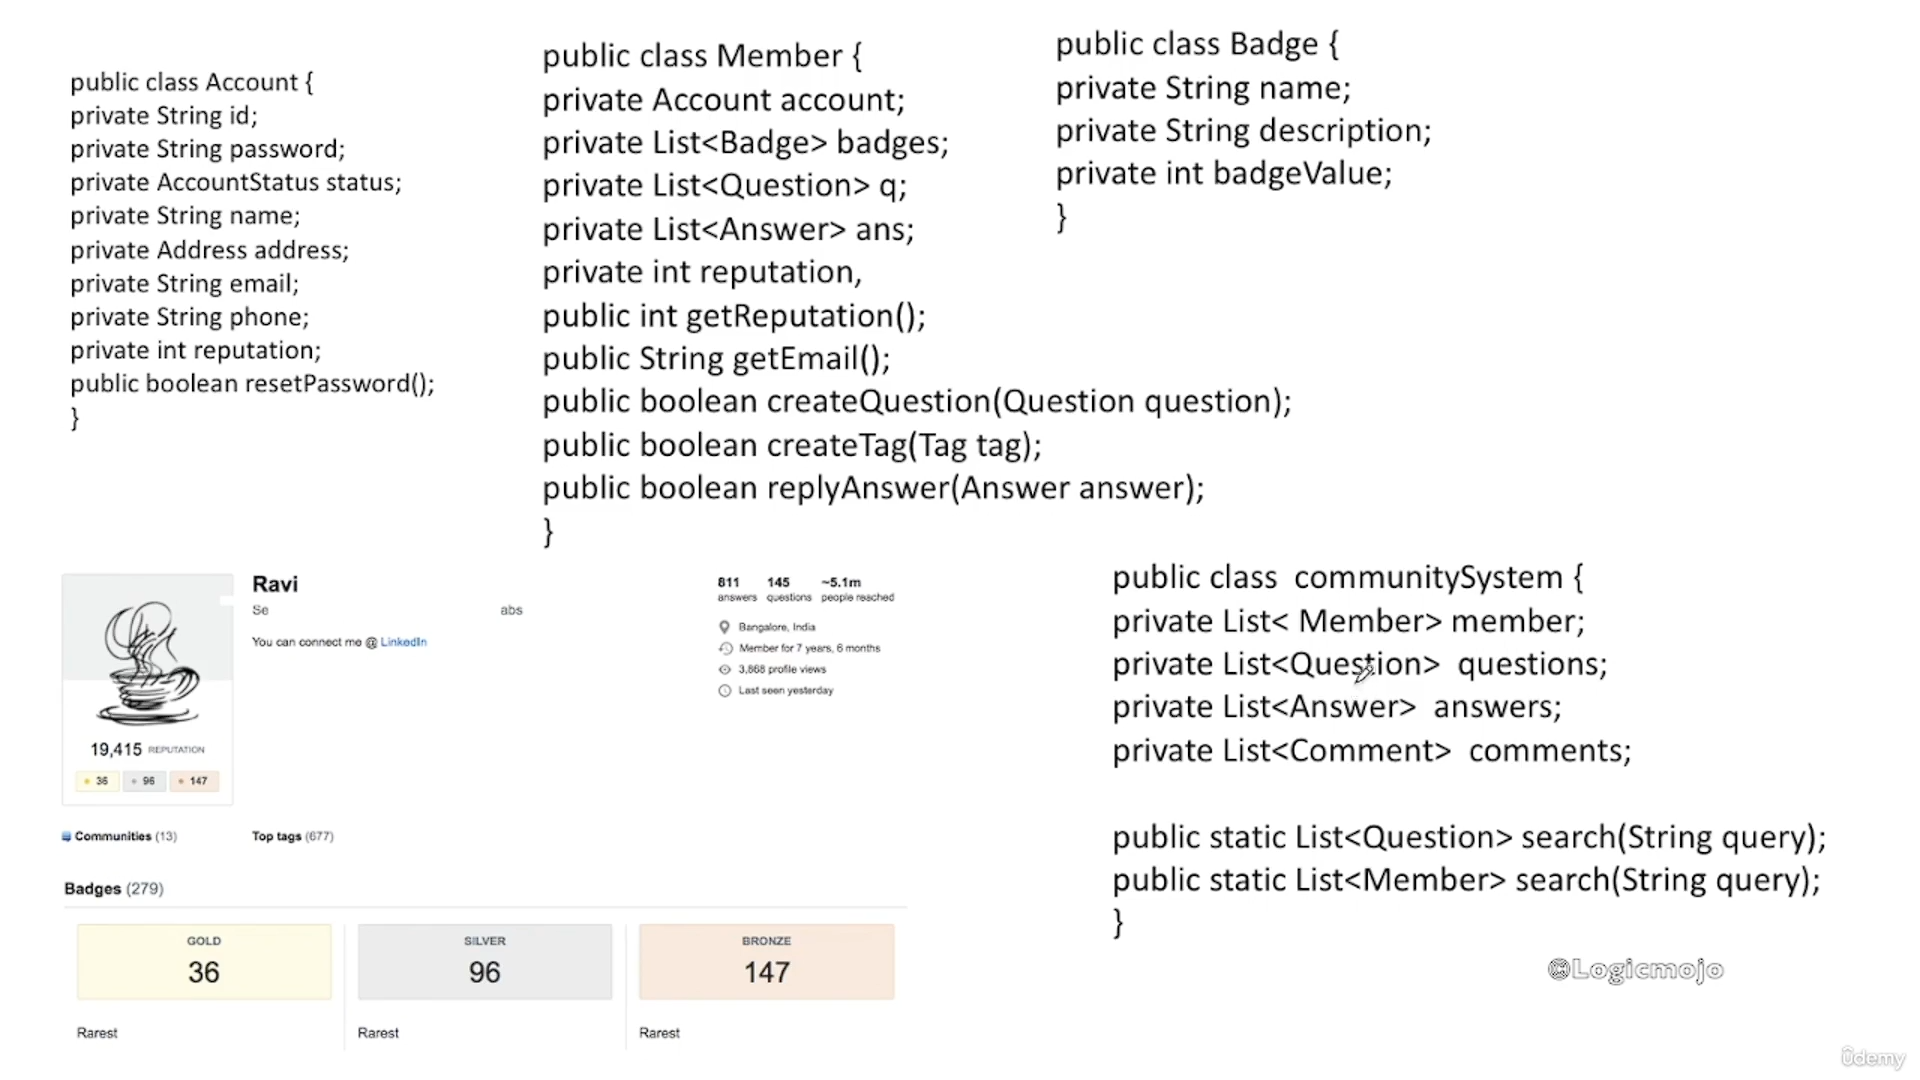 public class Account {
private String id;
private String password;
private AccountStatus status;
private String name;
private Address address;
private String email;
private String phone;
private int reputation;
public boolean resetPassword();
}
public class Member {
private Account account;
private List<Badge> badges;
private List<Question> q;
private List<Answer> ans;
private int reputation,
public int getReputation();
public String getEmail();
public boolean createQuestion(Question question);
public boolean createTag(Tag tag);
public boolean replyAnswer(Answer answer);
}
public class Badge {
private String name;
private String description;
private int badgeValue;
}
Ravi
Se abs
You can connect me @ LinkedIn
811 145 ~5.1m
answers questions people reached
Bangalore, India
Member for 7 years, 6 months
3,868 profile views
Last seen yesterday
19,415 REPUTATION
36 96 147
Communities (13) Top tags (677)
Badges (279)
GOLD SILVER BRONZE
36 96 147
Rarest Rarest Rarest
public class communitySystem {
private List< Member> member;
private List<Question> questions;
private List<Answer> answers;
private List<Comment> comments;
public static List<Question> search(String query);
public static List<Member> search(String query);
}
©Logicmojo
ûdemy